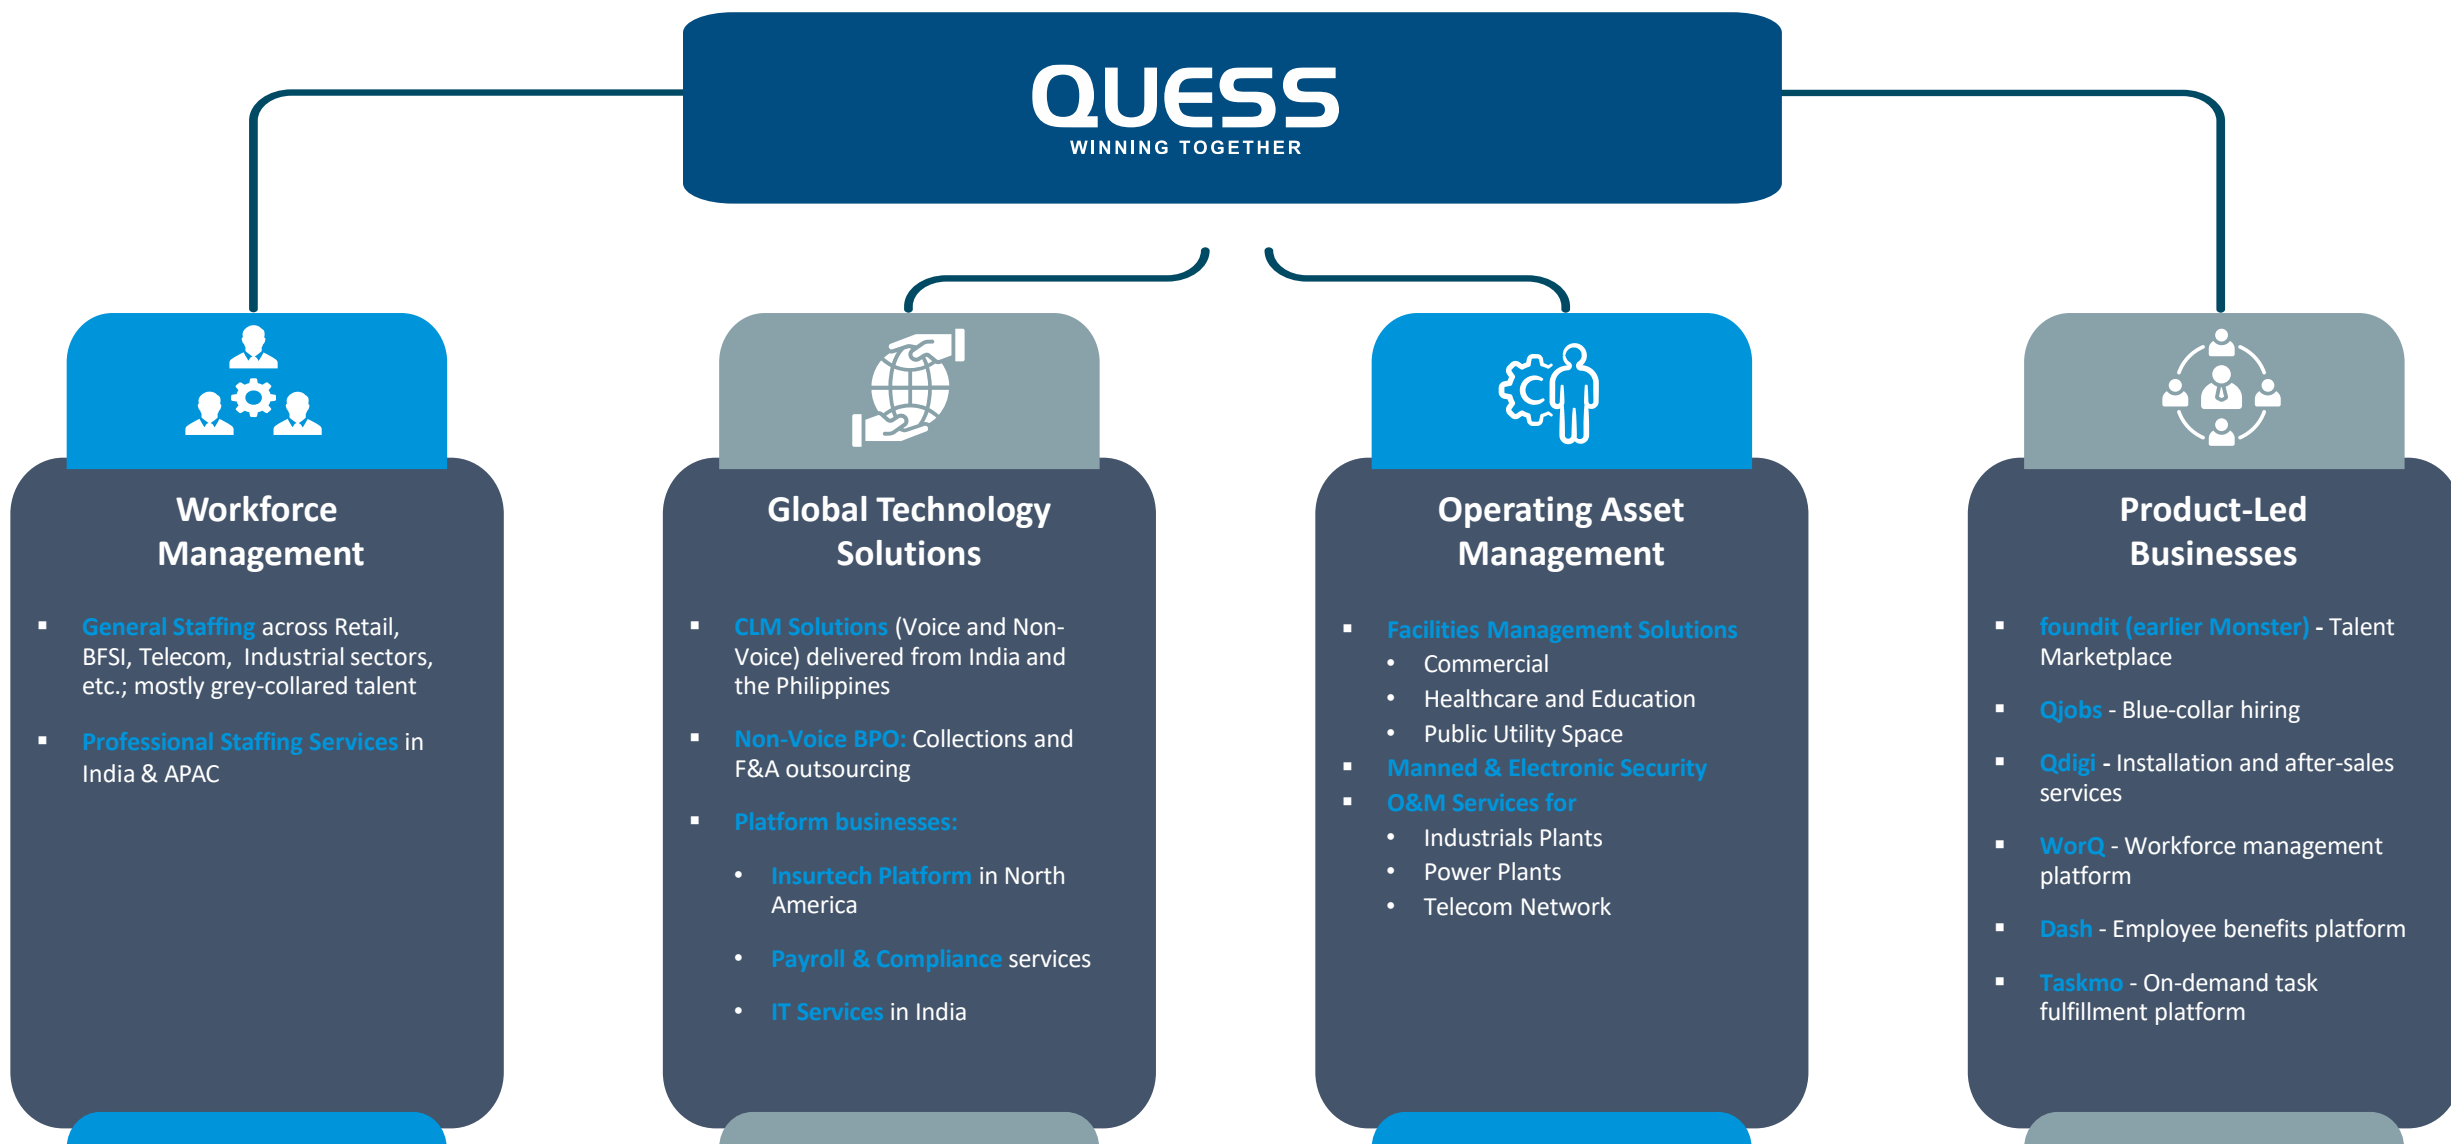 QUESS
WINNING TOGETHER
Workforce
Management
▪ General Staffing across Retail,
BFSI, Telecom, Industrial sectors,
etc.; mostly grey-collared talent
▪ Professional Staffing Services in
India & APAC
Global Technology
Solutions
▪ CLM Solutions (Voice and Non-
Voice) delivered from India and
the Philippines
▪ Non-Voice BPO: Collections and
F&A outsourcing
▪ Platform businesses:
• Insurtech Platform in North
America
• Payroll & Compliance services
• IT Services in India
Operating Asset
Management
▪ Facilities Management Solutions
• Commercial
• Healthcare and Education
• Public Utility Space
▪ Manned & Electronic Security
▪ O&M Services for
• Industrials Plants
• Power Plants
• Telecom Network
Product-Led
Businesses
▪ foundit (earlier Monster) - Talent
Marketplace
▪ Qjobs - Blue-collar hiring
▪ Qdigi - Installation and after-sales
services
▪ WorQ - Workforce management
platform
▪ Dash - Employee benefits platform
▪ Taskmo - On-demand task
fulfillment platform